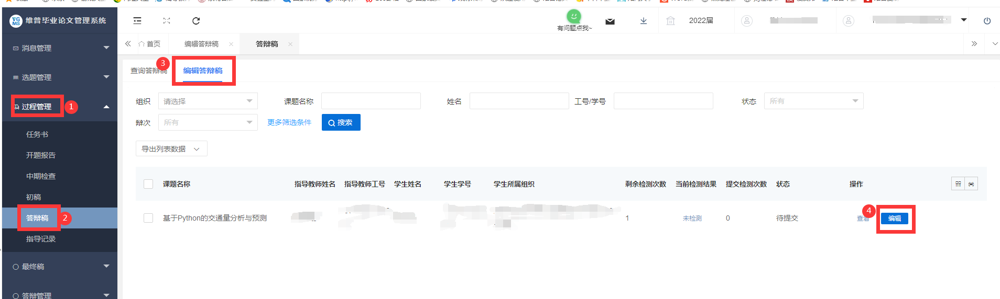 维普毕业论文管理系统
有问题点我~
2022届
首页
编辑答辩稿
答辩稿
消息管理
选题管理
过程管理
1
任务书
开题报告
中期检查
初稿
答辩稿
2
指导记录
最终稿
答辩管理
查询答辩稿
3
编辑答辩稿
组织
请选择
课题名称
姓名
工号/学号
状态
所有
辩次
所有
更多筛选条件
搜索
导出列表数据
课题名称 指导教师姓名 指导教师工号 学生姓名 学生学号 学生所属组织 剩余检测次数 当前检测结果 提交检测次数 状态 操作
基于Python的交通量分析与预测 1 未检测 0 待提交 查看 编辑
4